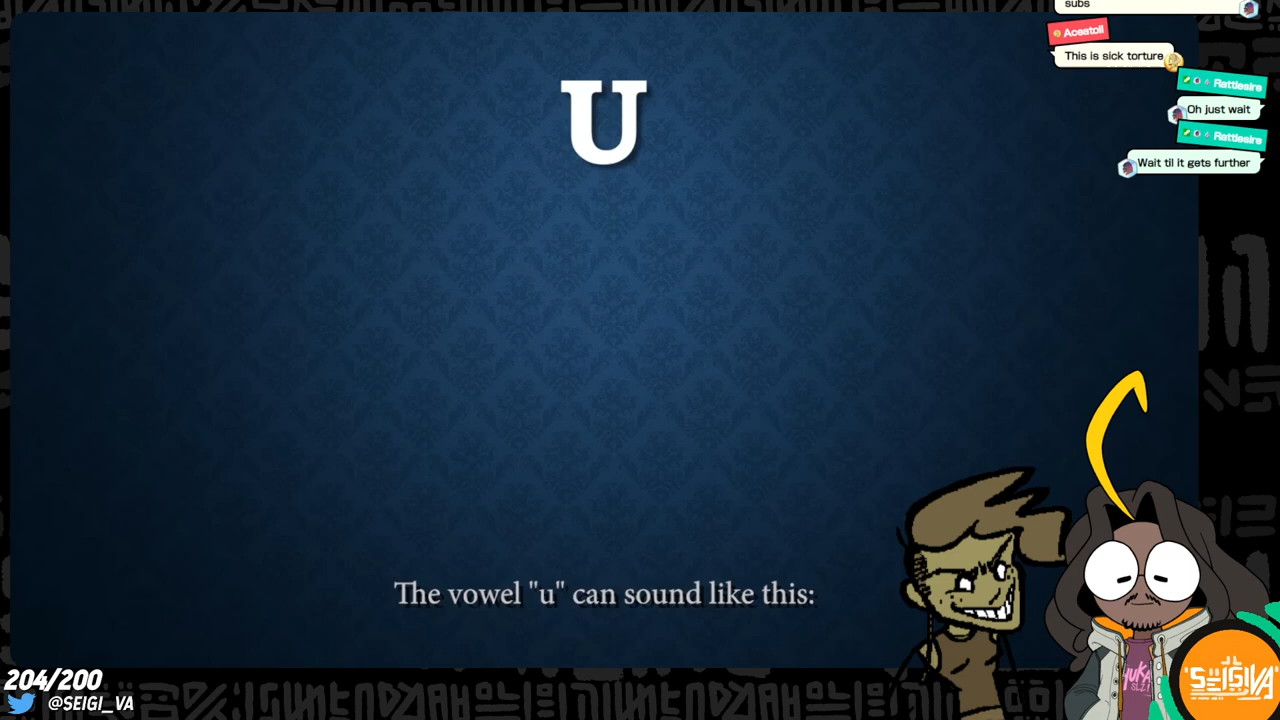 subs
Aceatoll
This is sick torture
Rattlesire
Oh just wait
Rattlesire
Wait til it gets further
U
The vowel "u" can sound like this:
204/200
@SEIGI_VA
SEIGIVA